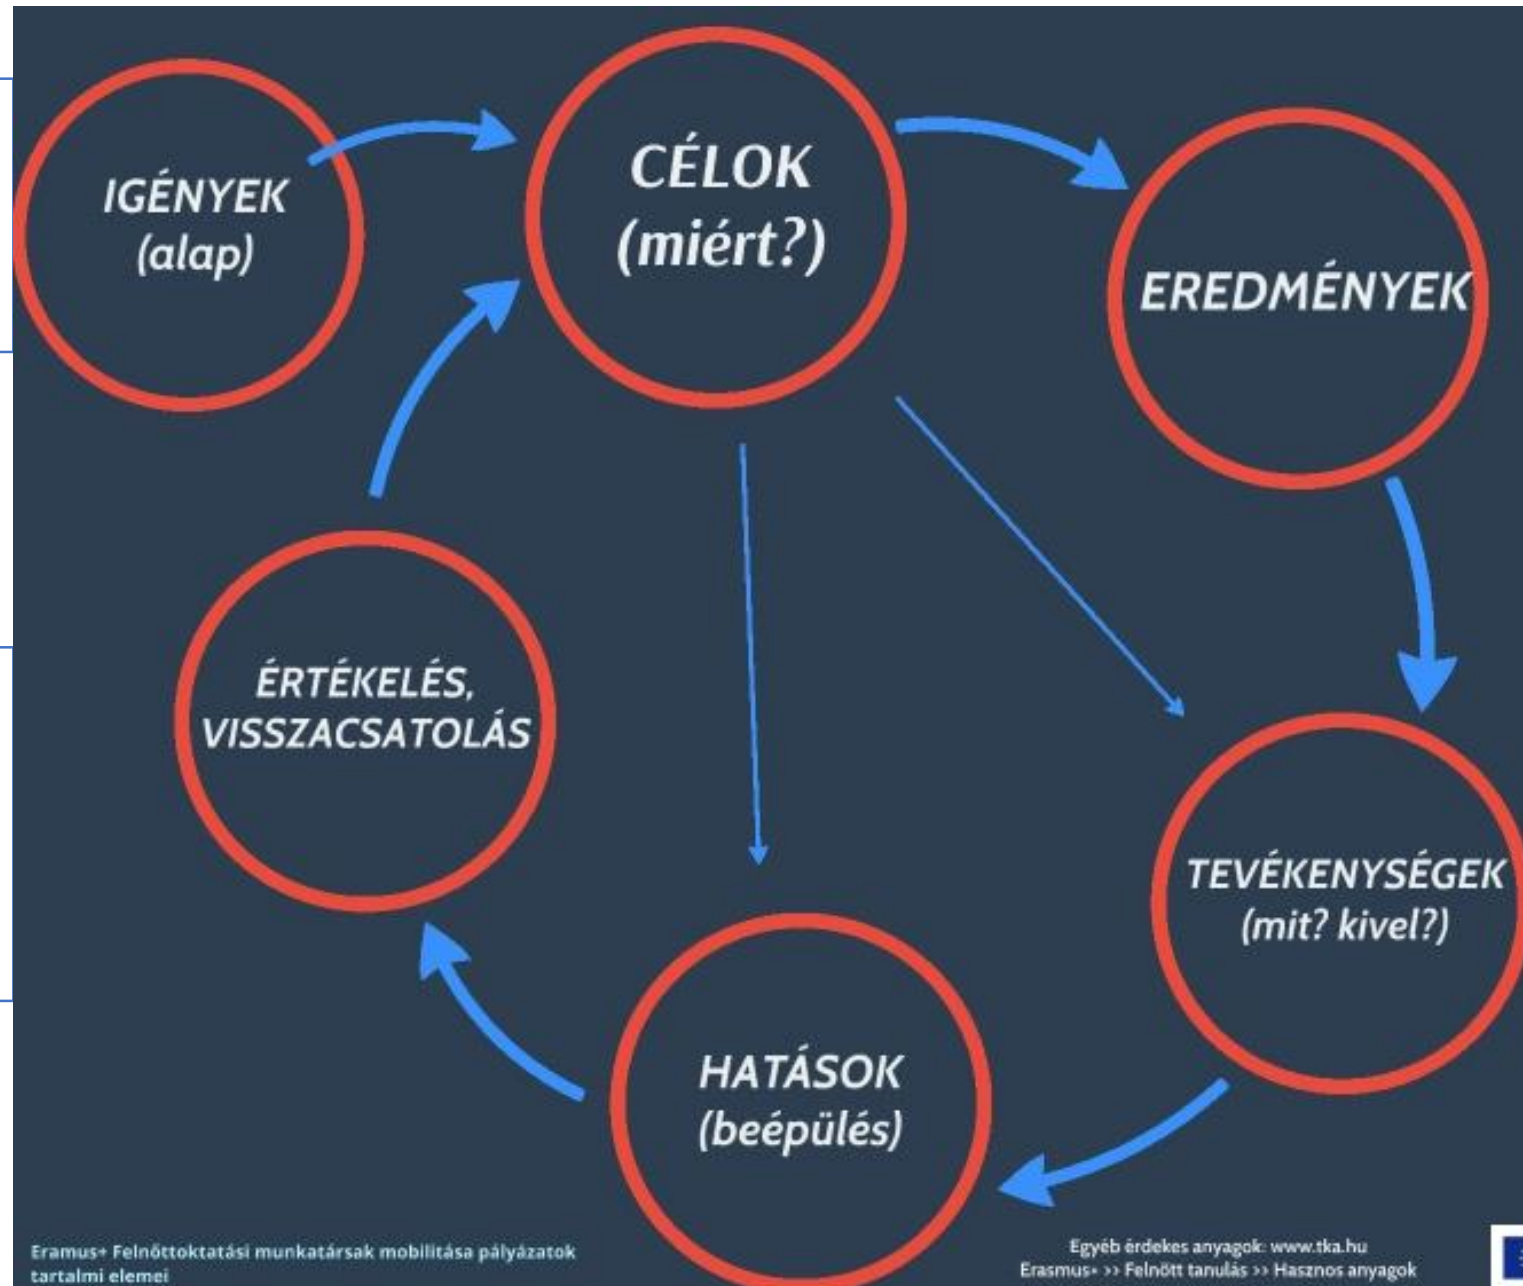 IGÉNYEK
(alap)
CÉLOK
(miért?)
EREDMÉNYEK
ÉRTÉKELÉS,
VISSZACSATOLÁS
TEVÉKENYSÉGEK
(mit? kivel?)
HATÁSOK
(beépülés)
Eramus+ Felnőttoktatási munkatársak mobilitása pályázatok
tartalmi elemei
Egyéb érdekes anyagok: www.tka.hu
Erasmus+ >> Felnőtt tanulás >> Hasznos anyagok